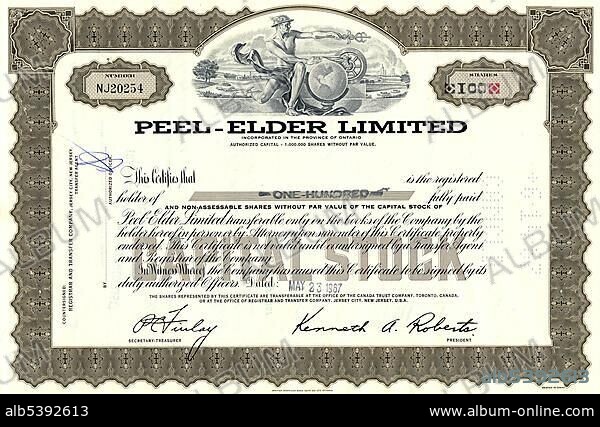 NUMBER
NJ20254
SHARES
100
PEEL-ELDER LIMITED
INCORPORATED IN THE PROVINCE OF ONTARIO
AUTHORIZED CAPITAL - 1,000,000 SHARES WITHOUT PAR VALUE.
This Certifies that
is the registered
holder of
ONE-HUNDRED
fully paid
AND NON-ASSESSABLE SHARES WITHOUT PAR VALUE OF THE CAPITAL STOCK OF
Peel-Elder Limited transferable only on the books of the Company by the
holder hereof in person or by Attorney upon surrender of this Certificate properly
endorsed. This Certificate is not valid until countersigned by a Transfer Agent
and Registrar of the Company.
CAPITAL STOCK
In Witness Whereof, the Company has caused this Certificate to be signed by its
duly authorized Officers. Dated: MAY 23 1967
THE SHARES REPRESENTED BY THIS CERTIFICATE ARE TRANSFERABLE AT THE OFFICE OF THE CANADA TRUST COMPANY, TORONTO, CANADA,
OR AT THE OFFICE OF REGISTRAR AND TRANSFER COMPANY, JERSEY CITY, NEW JERSEY, U.S.A.
Kenneth A. Roberts
SECRETARY-TREASURER
PRESIDENT
COUNTERSIGNED:
REGISTRAR AND TRANSFER COMPANY, JERSEY CITY, NEW JERSEY
TRANSFER AGENT
BY
AUTHORIZED OFFICER
ALBUM
alb5392613
www.album-online.com